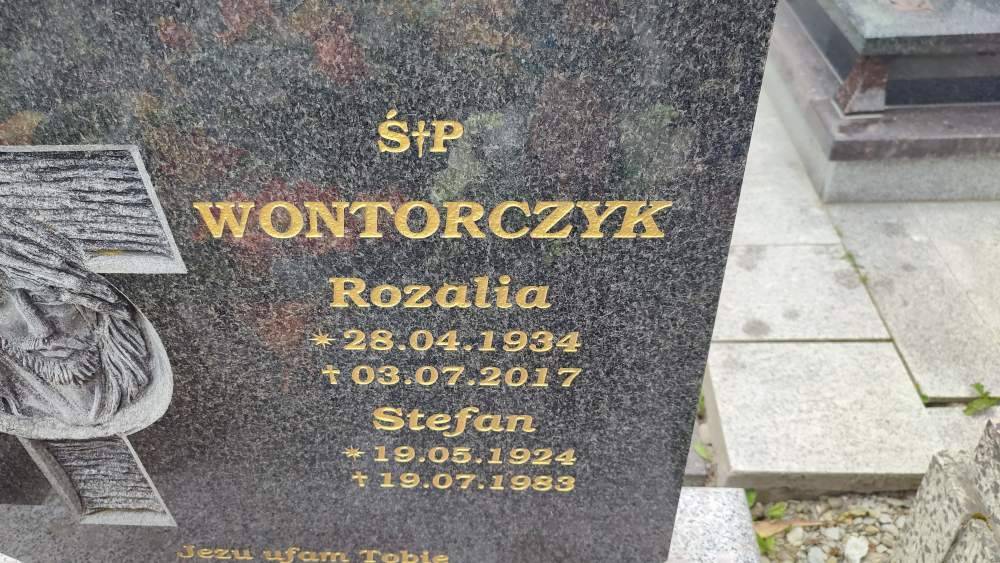 Ś†P
WONTORCZYK
Rozalia
✴ 28.04.1934
† 03.07.2017
Stefan
✴ 19.05.1924
† 19.07.1983
Jezu ufam Tobie